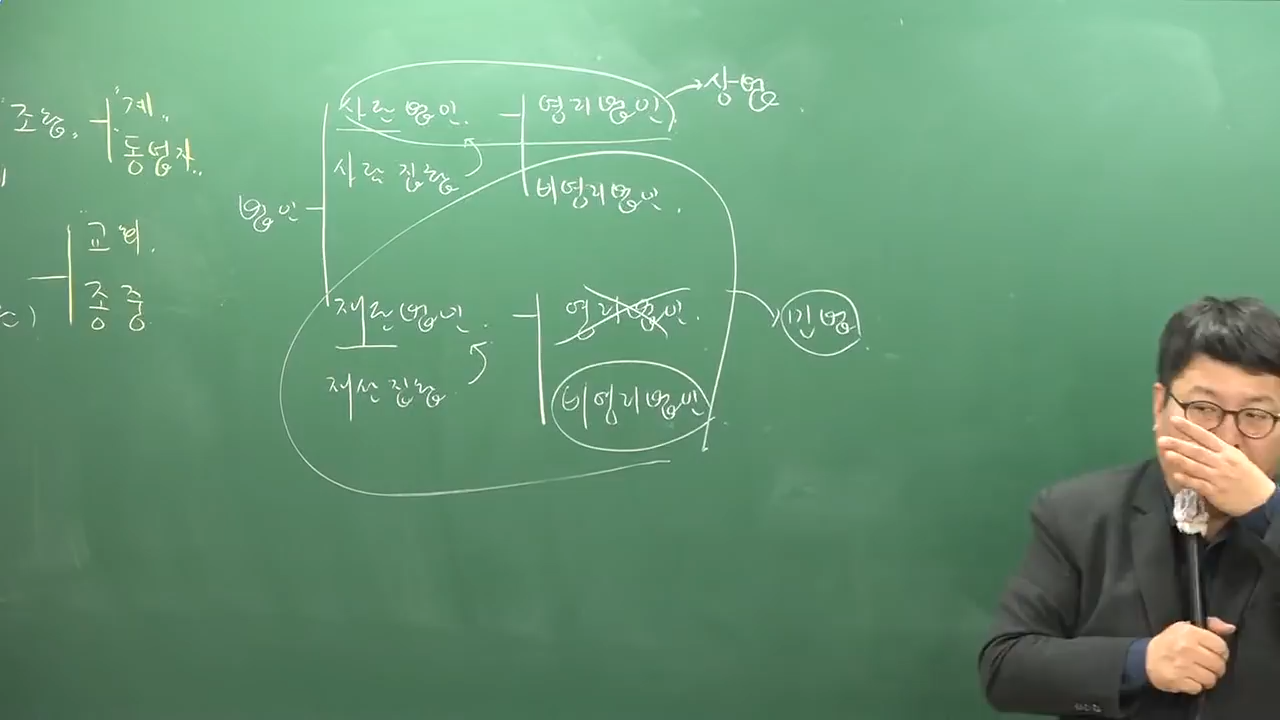 "조합"
"계"
"동업자"
"교회"
종중
법인
사단법인
사람 집합
영리법인
비영리법인
상법
재단법인
재산 집합
영리법인
비영리법인
민법